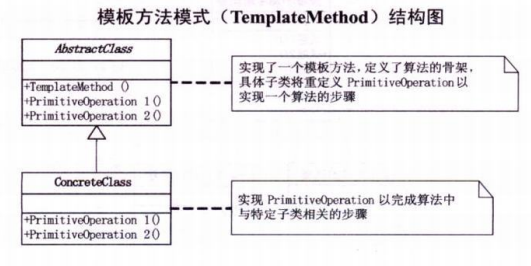 模板方法模式（TemplateMethod）结构图
AbstractClass
+TemplateMethod ()
+PrimitiveOperation 1()
+PrimitiveOperation 2()
实现了一个模板方法，定义了算法的骨架，
具体子类将重定义 PrimitiveOperation 以
实现一个算法的步骤
ConcreteClass
+PrimitiveOperation 1()
+PrimitiveOperation 2()
实现 PrimitiveOperation 以完成算法中
与特定子类相关的步骤